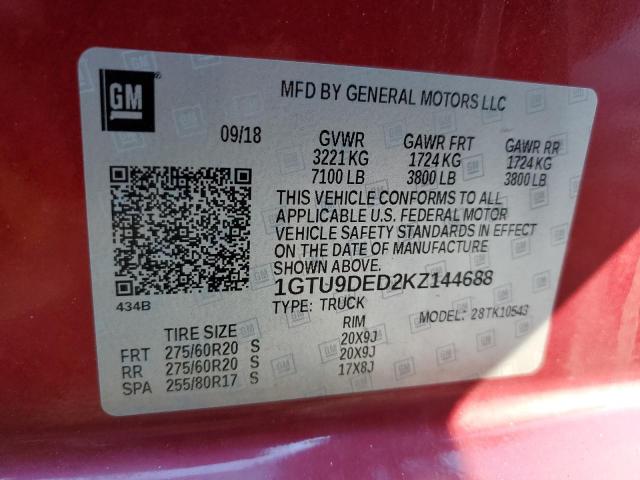 GM
MFD BY GENERAL MOTORS LLC
09/18
GVWR GAWR FRT GAWR RR
3221 KG 1724 KG 1724 KG
7100 LB 3800 LB 3800 LB
THIS VEHICLE CONFORMS TO ALL
APPLICABLE U.S. FEDERAL MOTOR
VEHICLE SAFETY STANDARDS IN EFFECT
ON THE DATE OF MANUFACTURE
SHOWN ABOVE.
434B
1GTU9DED2KZ144688
TYPE: TRUCK
MODEL: 28TK10543
TIRE SIZE RIM
FRT 275/60R20 S 20X9J
RR 275/60R20 S 20X9J
SPA 255/80R17 S 17X8J